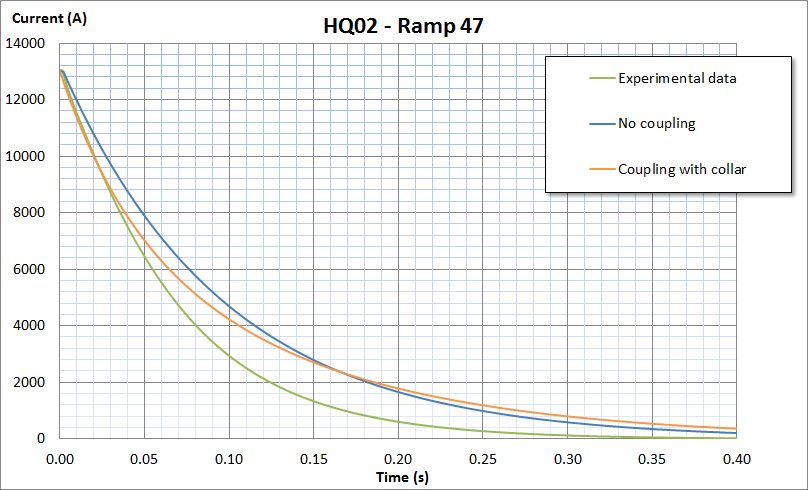 Current (A)
HQ02 - Ramp 47
14000
12000
10000
8000
6000
4000
2000
0
Experimental data
No coupling
Coupling with collar
0.00 0.05 0.10 0.15 0.20 0.25 0.30 0.35 0.40
Time (s)